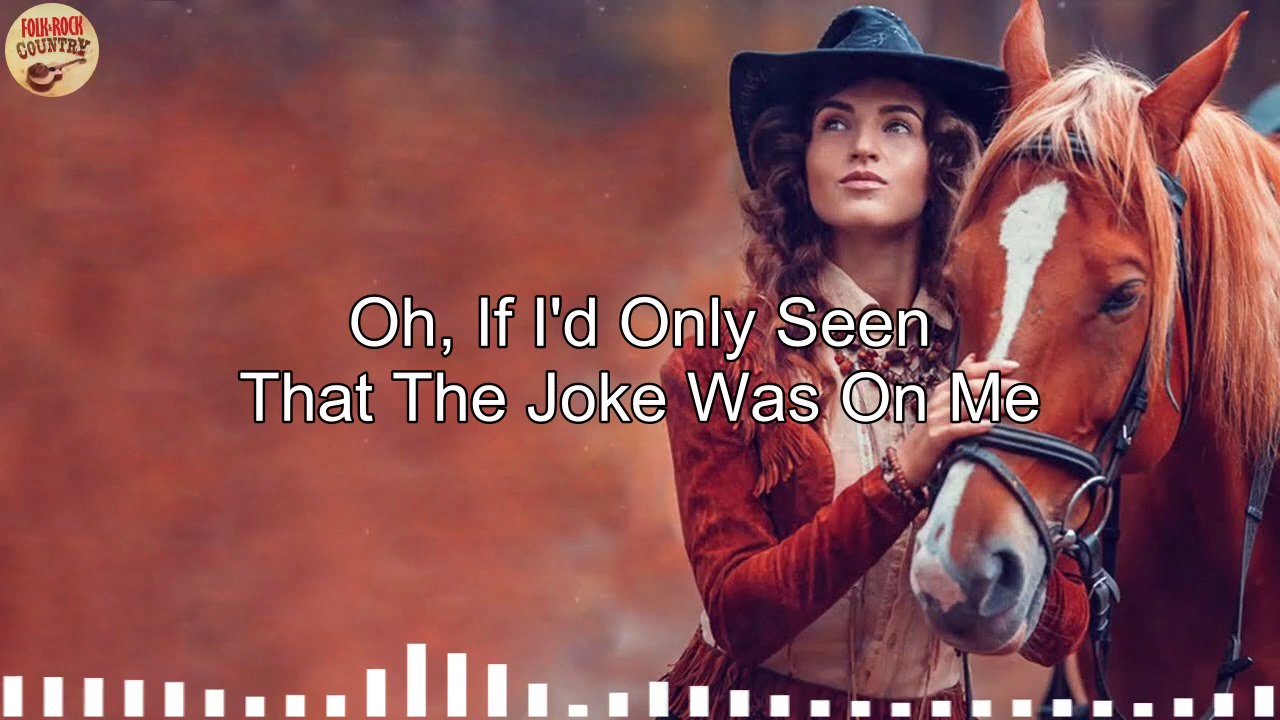 FOLK & ROCK
COUNTRY
Oh, If I'd Only Seen
That The Joke Was On Me